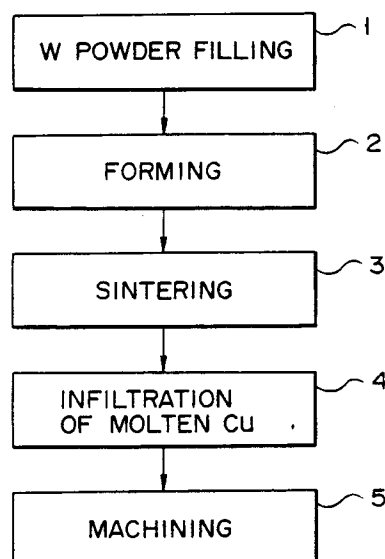 W POWDER FILLING
1
FORMING
2
SINTERING
3
INFILTRATION
OF MOLTEN Cu
4
MACHINING
5